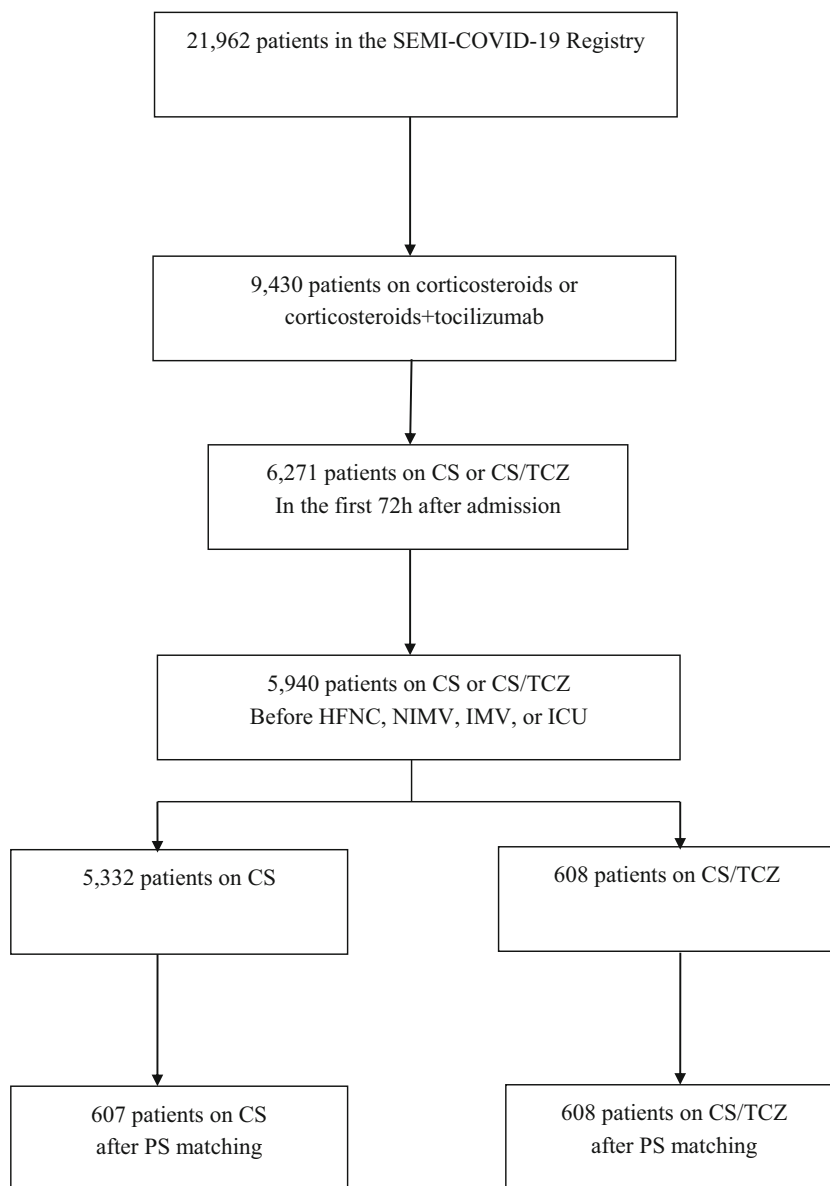 21,962 patients in the SEMI-COVID-19 Registry
9,430 patients on corticosteroids or
corticosteroids+tocilizumab
6,271 patients on CS or CS/TCZ
In the first 72h after admission
5,940 patients on CS or CS/TCZ
Before HFNC, NIMV, IMV, or ICU
5,332 patients on CS
608 patients on CS/TCZ
607 patients on CS
after PS matching
608 patients on CS/TCZ
after PS matching